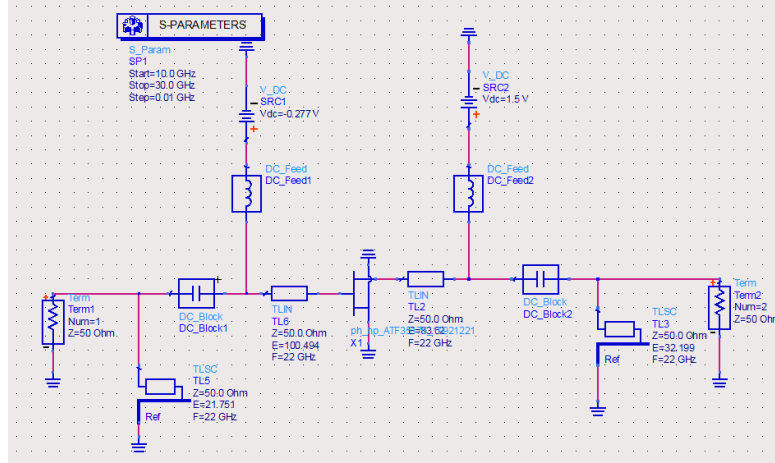 S-PARAMETERS
S_Param
SP1
Start=10.0 GHz
Stop=30.0 GHz
Step=0.01 GHz
V_DC
SRC1
Vdc=-0.277 V
V_DC
SRC2
Vdc=1.5 V
DC_Feed
DC_Feed1
DC_Feed
DC_Feed2
Term
Term1
Num=1
Z=50 Ohm
DC_Block
DC_Block1
TLIN
TL6
Z=50.0 Ohm
E=100.494
F=22 GHz
X1
TLIN
TL2
Z=50.0 Ohm
F=22 GHz
DC_Block
DC_Block2
TLSC
TL3
Z=50.0 Ohm
E=32.199
F=22 GHz
Ref
Term
Term2
Num=2
Z=50 Ohm
TLSC
TL5
Z=50.0 Ohm
E=21.751
F=22 GHz
Ref